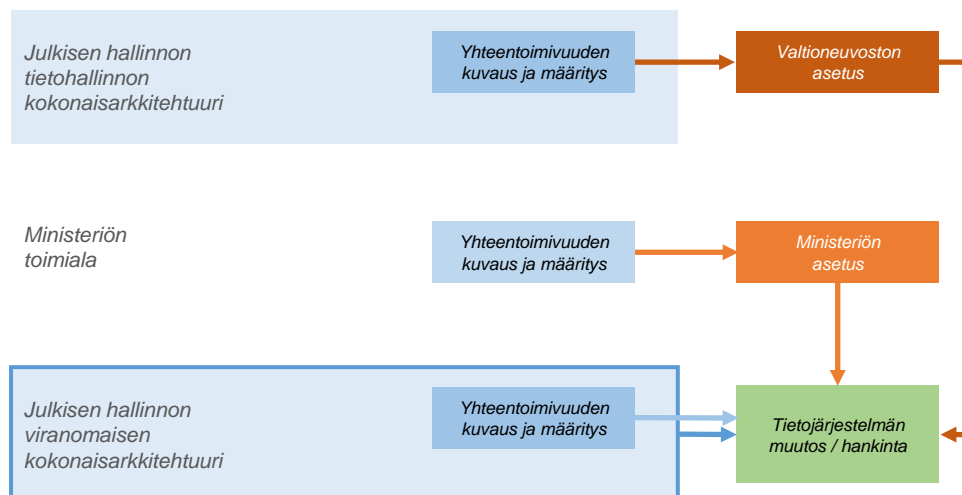 Julkisen hallinnon
tietohallinnon
kokonaisarkkitehtuuri
Yhteentoimivuuden
kuvaus ja määritys
Valtioneuvoston
asetus
Ministeriön
toimiala
Yhteentoimivuuden
kuvaus ja määritys
Ministeriön
asetus
Julkisen hallinnon
viranomaisen
kokonaisarkkitehtuuri
Yhteentoimivuuden
kuvaus ja määritys
Tietojärjestelmän
muutos / hankinta